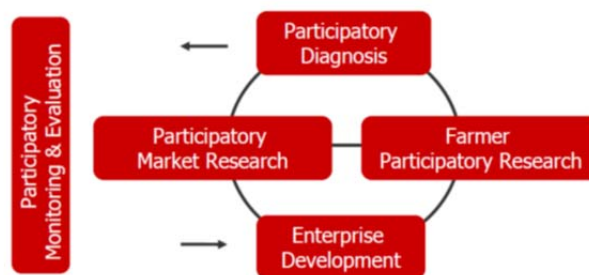 Participatory
Monitoring & Evaluation
Participatory
Diagnosis
Participatory
Market Research
Farmer
Participatory Research
Enterprise
Development